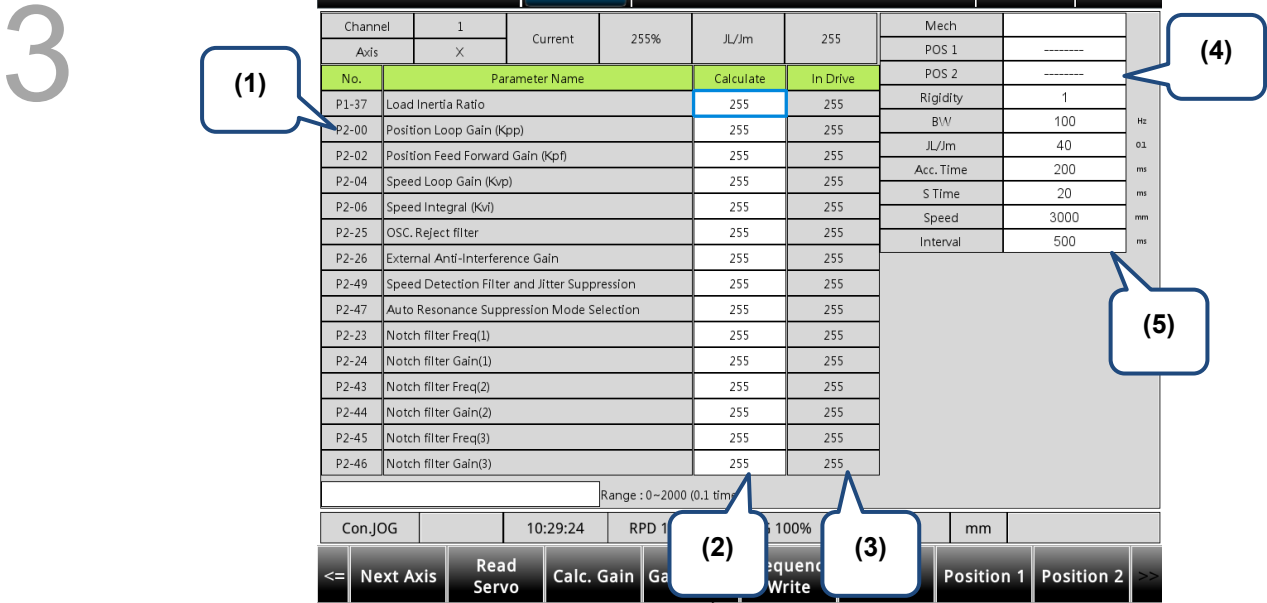 3
Channel 1 Current 255% JL/Jm 255
Axis X
No. Parameter Name Calculate In Drive
P1-37 Load Inertia Ratio 255 255
P2-00 Position Loop Gain (Kpp) 255 255
P2-02 Position Feed Forward Gain (Kpf) 255 255
P2-04 Speed Loop Gain (Kvp) 255 255
P2-06 Speed Integral (Kvi) 255 255
P2-25 OSC. Reject filter 255 255
P2-26 External Anti-Interference Gain 255 255
P2-49 Speed Detection Filter and Jitter Suppression 255 255
P2-47 Auto Resonance Suppression Mode Selection 255 255
P2-23 Notch filter Freq(1) 255 255
P2-24 Notch filter Gain(1) 255 255
P2-43 Notch filter Freq(2) 255 255
P2-44 Notch filter Gain(2) 255 255
P2-45 Notch filter Freq(3) 255 255
P2-46 Notch filter Gain(3) 255 255
Range : 0~2000 (0.1 time
Mech
POS 1 --------
POS 2 --------
Rigidity 1
BW 100 Hz
JL/Jm 40 0.1
Acc. Time 200 ms
S Time 20 ms
Speed 3000 mm
Interval 500 ms
(1)
(4)
(5)
(2)
(3)
Con.JOG 10:29:24 RPD 1 100% mm
<= Next Axis Read Servo Calc. Gain Write Position 1 Position 2 >>